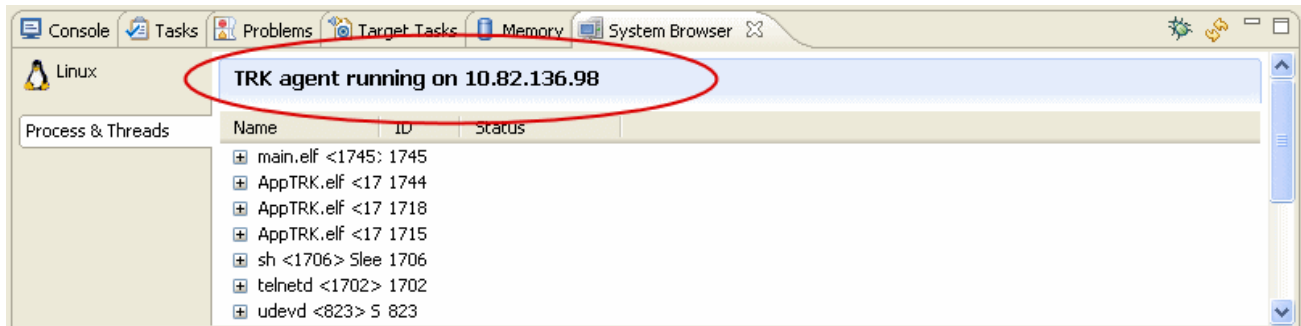 Console Tasks Problems Target Tasks Memory System Browser
Linux
TRK agent running on 10.82.136.98
Process & Threads
Name ID Status
main.elf <1745> 1745
AppTRK.elf <17 1744
AppTRK.elf <17 1718
AppTRK.elf <17 1715
sh <1706> Slee 1706
telnetd <1702> 1702
udevd <823> S 823